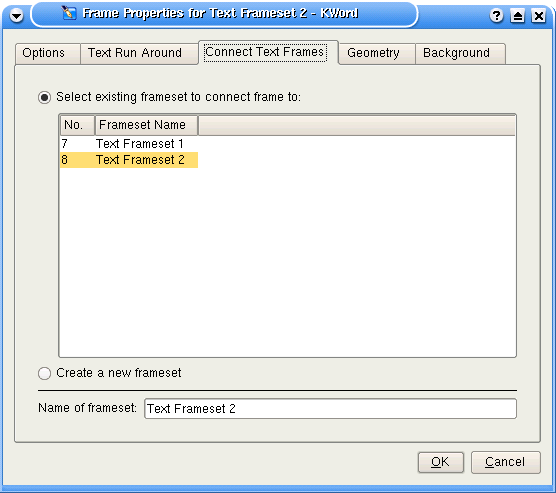 Frame Properties for Text Frameset 2 - KWord
Options Text Run Around Connect Text Frames Geometry Background
Select existing frameset to connect frame to:
No. Frameset Name
7 Text Frameset 1
8 Text Frameset 2
Create a new frameset
Name of frameset: Text Frameset 2
OK Cancel